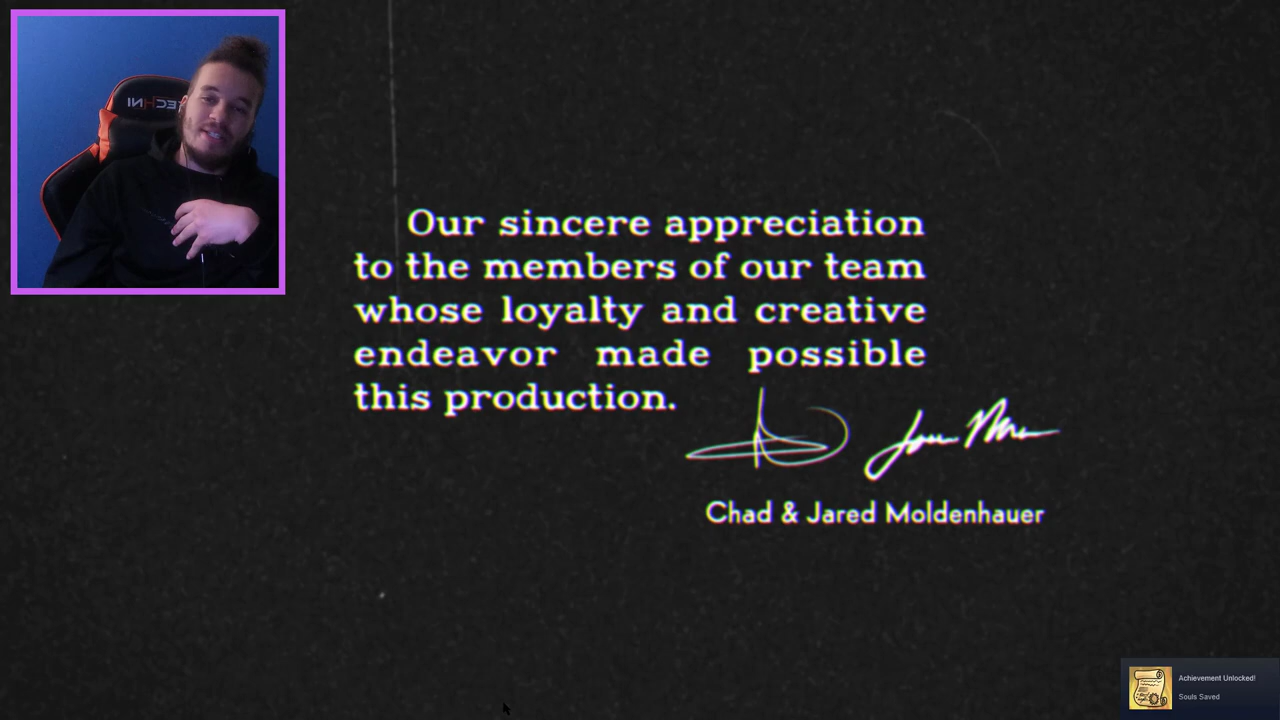 Our sincere appreciation
to the members of our team
whose loyalty and creative
endeavor made possible
this production.
Chad & Jared Moldenhauer
Achievement Unlocked!
Souls Saved